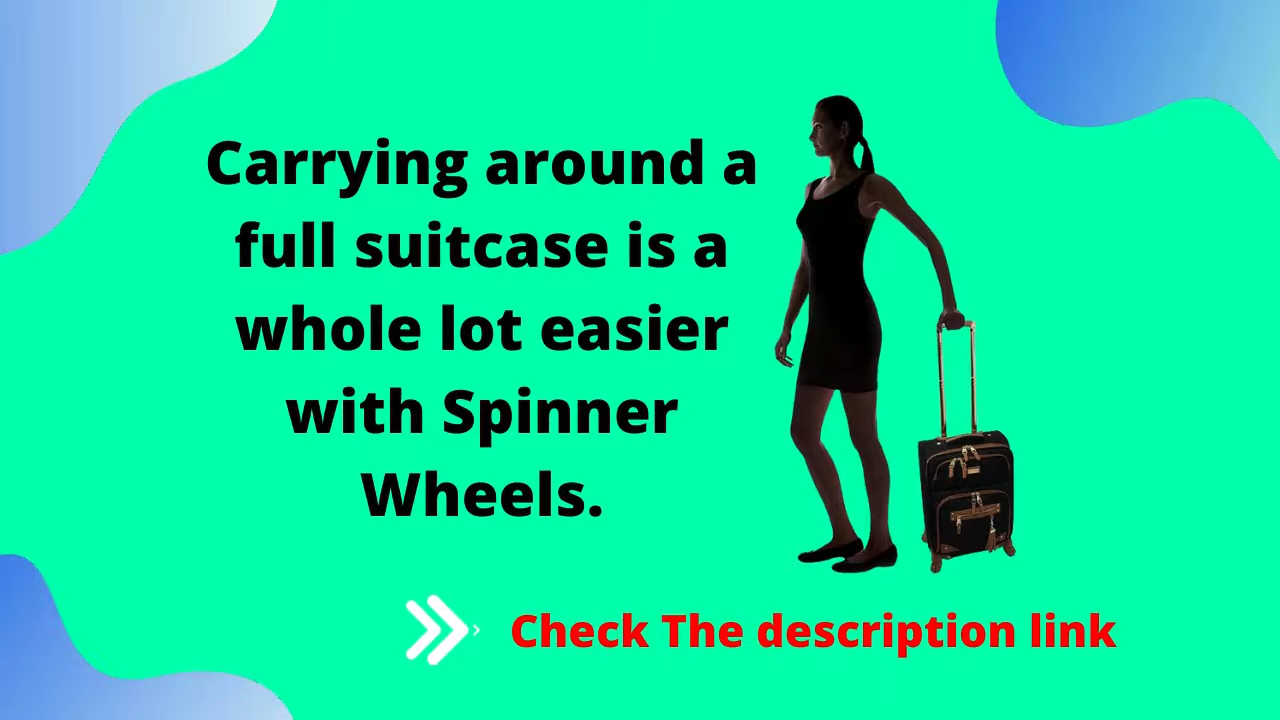 Carrying around a
full suitcase is a
whole lot easier
with Spinner
Wheels.
Check The description link